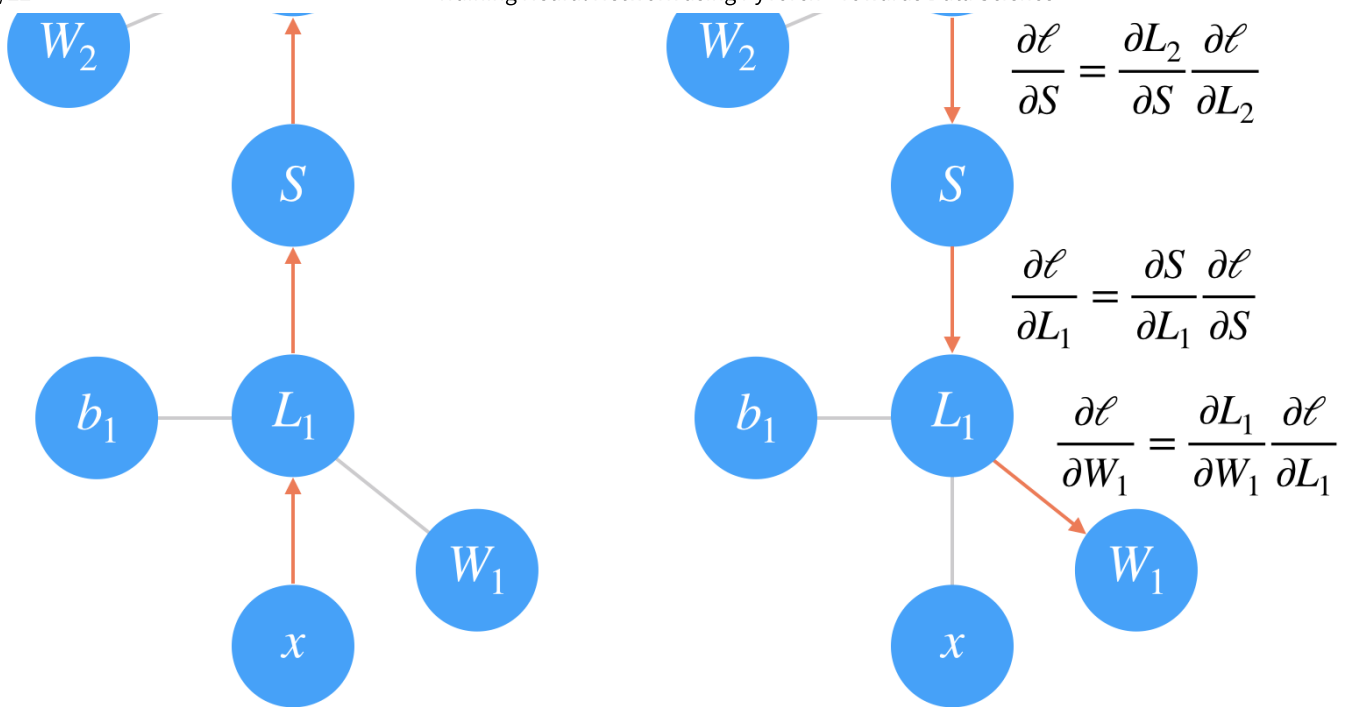 W₂
S
b₁
L₁
W₁
x
W₂
∂ℓ/∂S = ∂L₂/∂S ∂ℓ/∂L₂
S
∂ℓ/∂L₁ = ∂S/∂L₁ ∂ℓ/∂S
b₁
L₁
∂ℓ/∂W₁ = ∂L₁/∂W₁ ∂ℓ/∂L₁
W₁
x